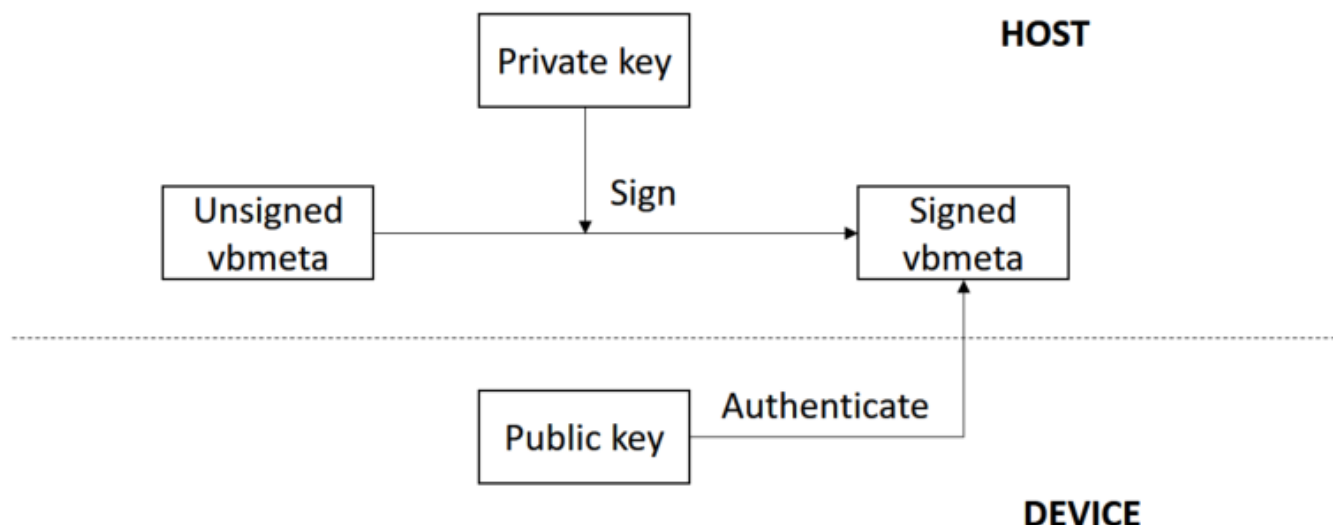 HOST
Private key
Sign
Unsigned
vbmeta
Signed
vbmeta
Authenticate
Public key
DEVICE